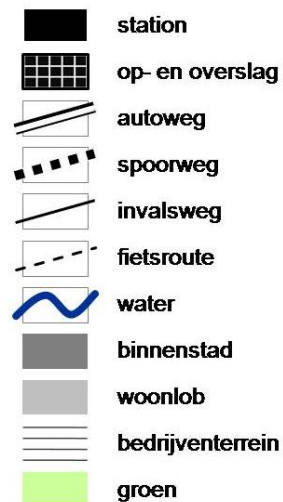 station
op- en overslag
autoweg
spoorweg
invalsweg
fietsroute
water
binnenstad
woonlob
bedrijventerrein
groen